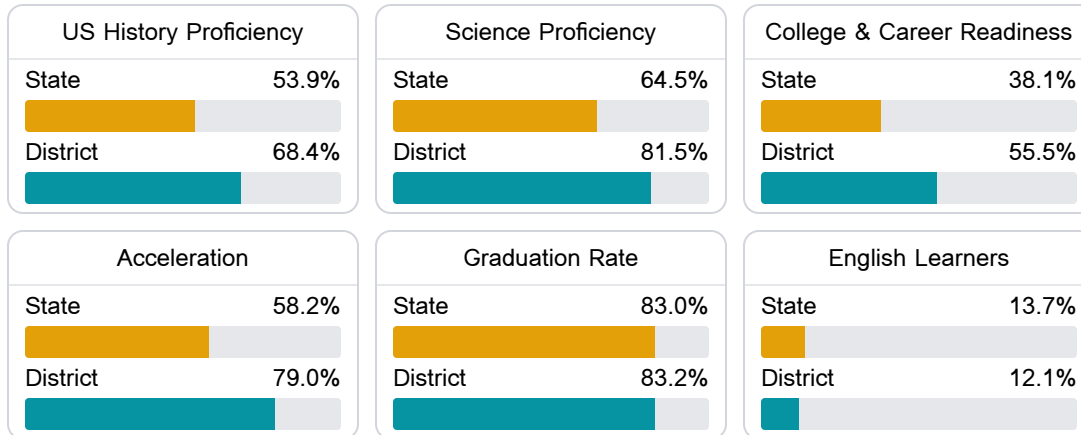 US History Proficiency
State 53.9%
District 68.4%
Science Proficiency
State 64.5%
District 81.5%
College & Career Readiness
State 38.1%
District 55.5%
Acceleration
State 58.2%
District 79.0%
Graduation Rate
State 83.0%
District 83.2%
English Learners
State 13.7%
District 12.1%